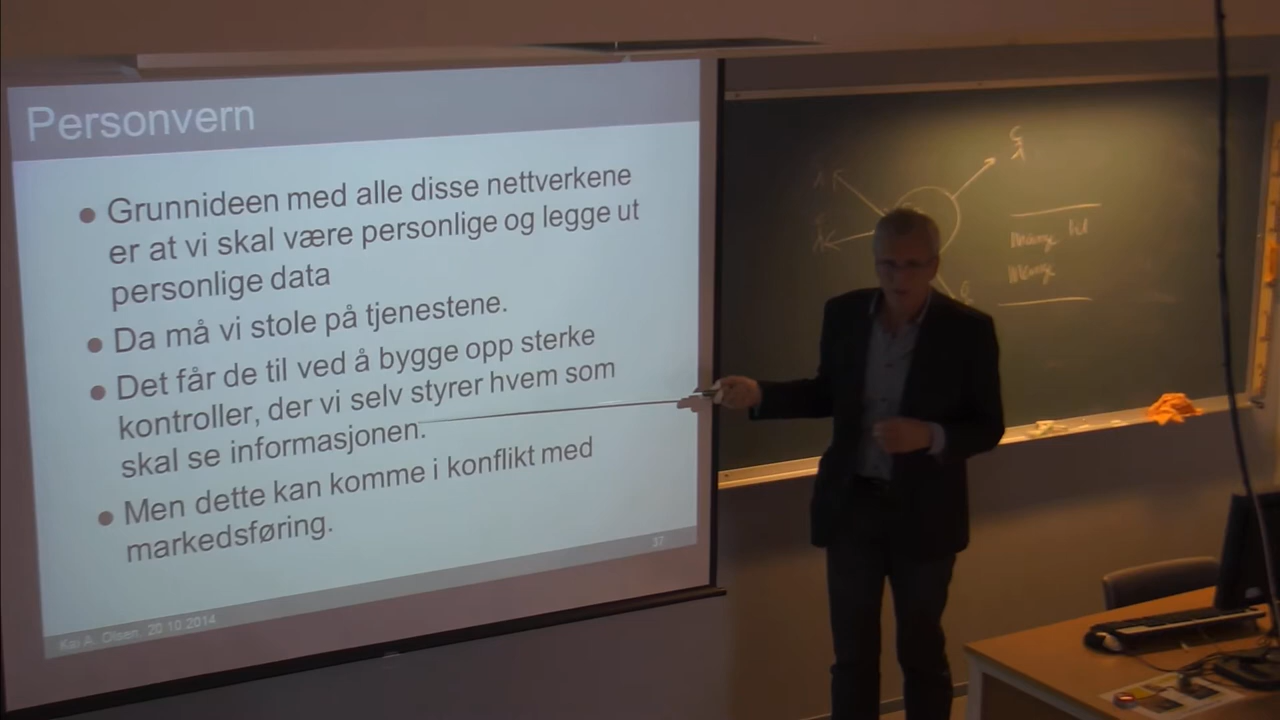 Personvern
Grunnideen med alle disse nettverkene
er at vi skal være personlige og legge ut
personlige data
Da må vi stole på tjenestene.
Det får de til ved å bygge opp sterke
kontroller, der vi selv styrer hvem som
skal se informasjonen.
Men dette kan komme i konflikt med
markedsføring.
37
Kai A. Olsen, 20.10.2014